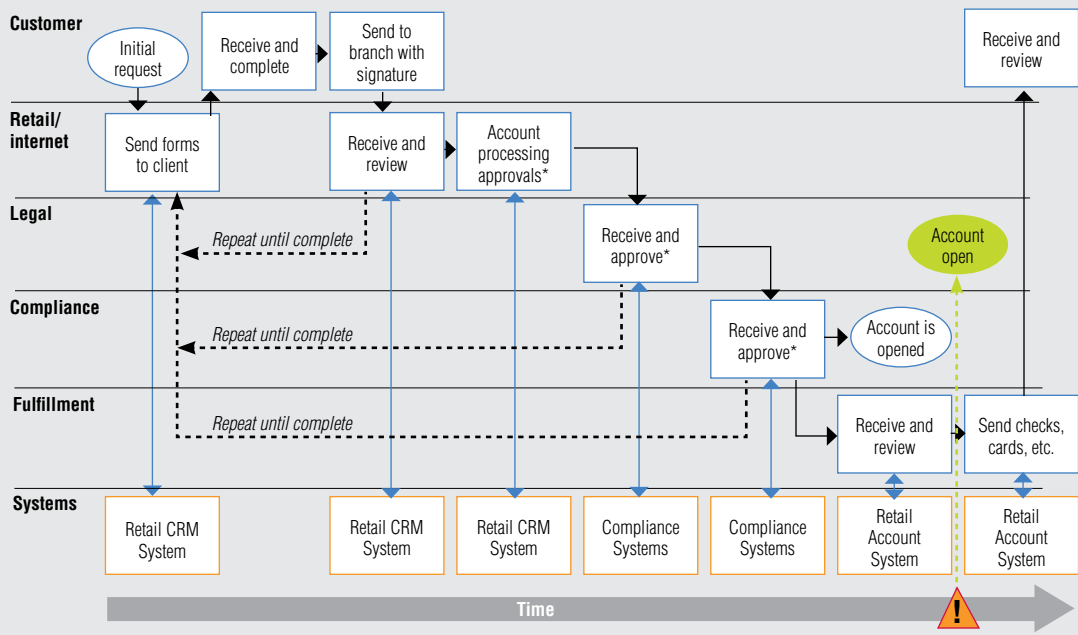 Customer
Initial
request
Receive and
complete
Send to
branch with
signature
Receive and
review
Retail/
internet
Send forms
to client
Receive and
review
Account
processing
approvals*
Legal
Repeat until complete
Receive and
approve*
Account
open
Compliance
Repeat until complete
Receive and
approve*
Account is
opened
Fulfillment
Repeat until complete
Receive and
review
Send checks,
cards, etc.
Systems
Retail CRM
System
Retail CRM
System
Retail CRM
System
Compliance
Systems
Compliance
Systems
Retail
Account
System
Retail
Account
System
Time
!